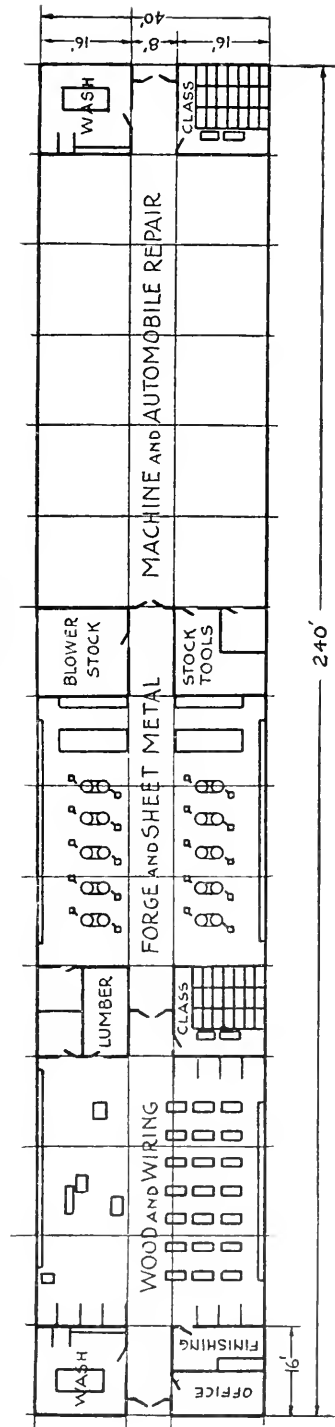 40'
16'
8'
16'
WASH
CLASS
MACHINE AND AUTOMOBILE REPAIR
BLOWER
STOCK
STOCK
TOOLS
FORGE AND SHEET METAL
LUMBER
CLASS
WOOD AND WIRING
WASH
FINISHING
OFFICE
16'
240'